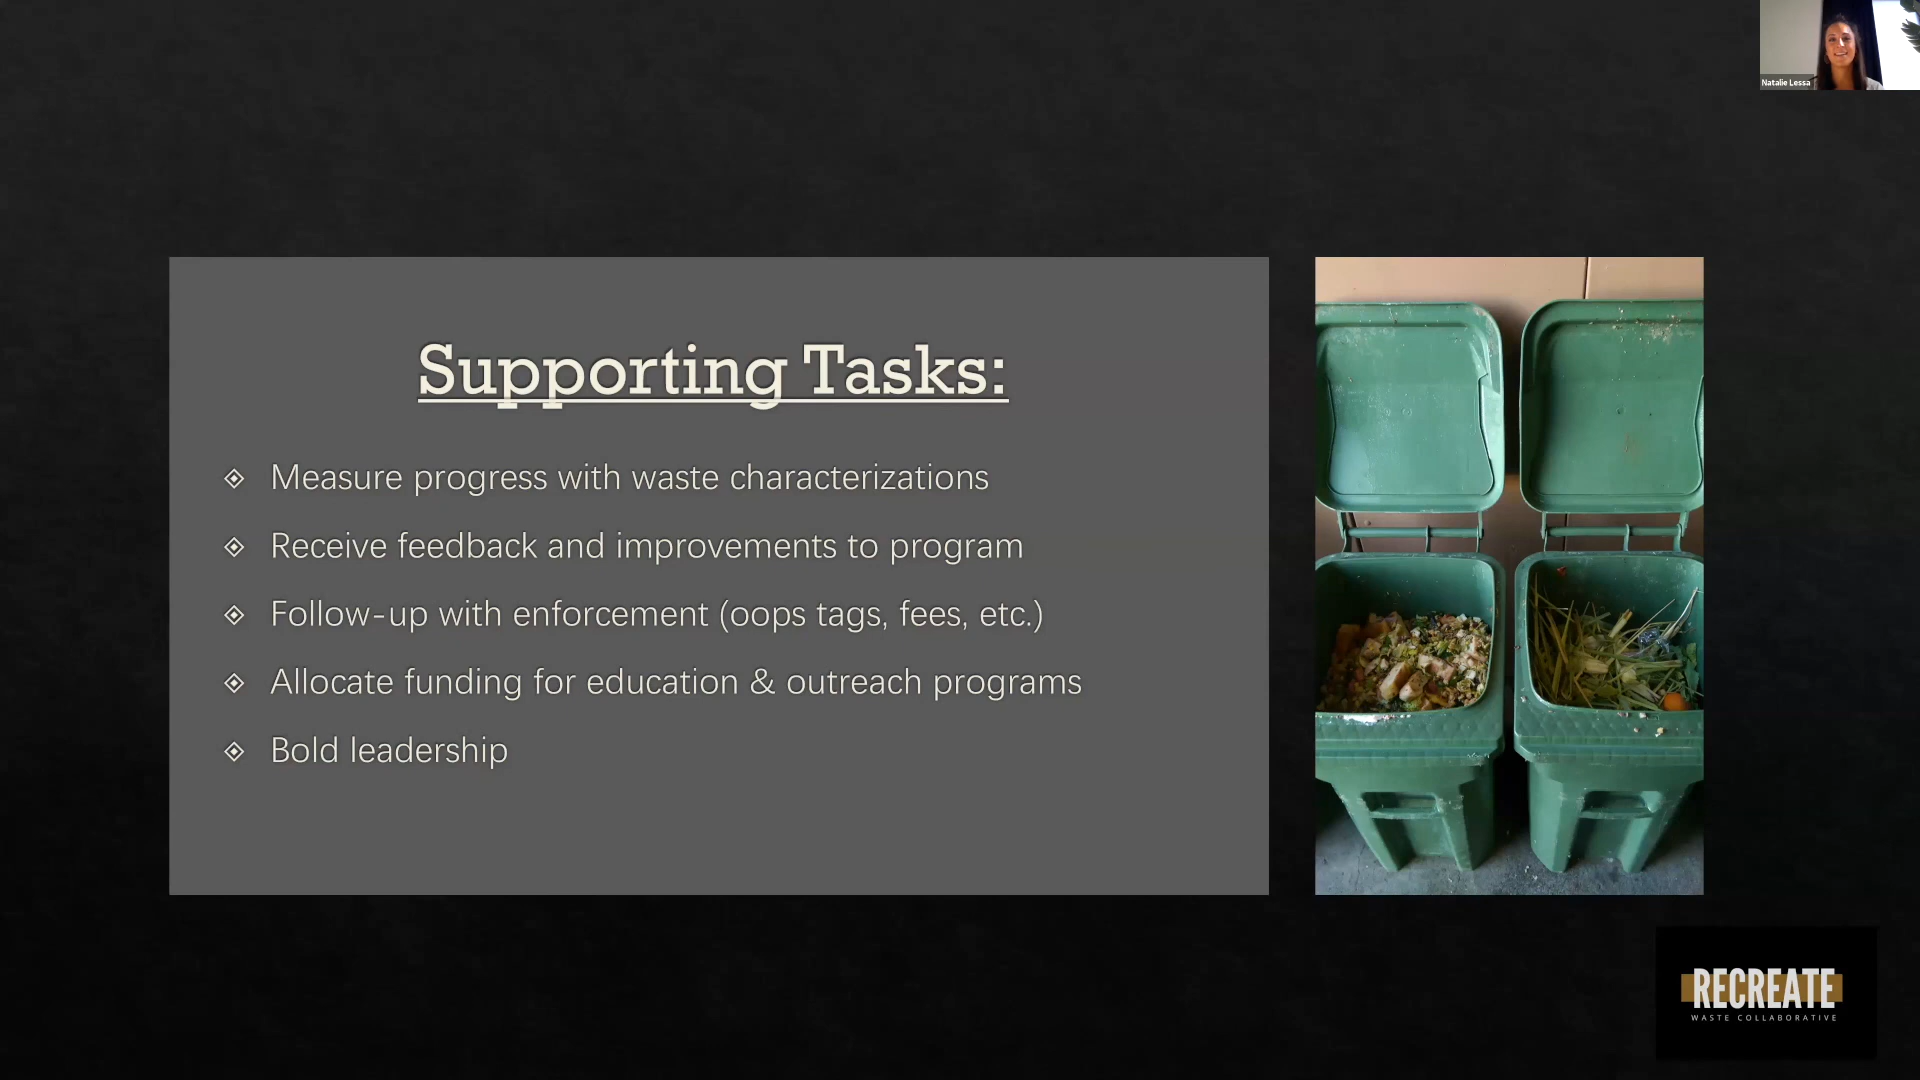 Natalie Lessa
Supporting Tasks:
Measure progress with waste characterizations
Receive feedback and improvements to program
Follow-up with enforcement (oops tags, fees, etc.)
Allocate funding for education & outreach programs
Bold leadership
RECREATE
WASTE COLLABORATIVE